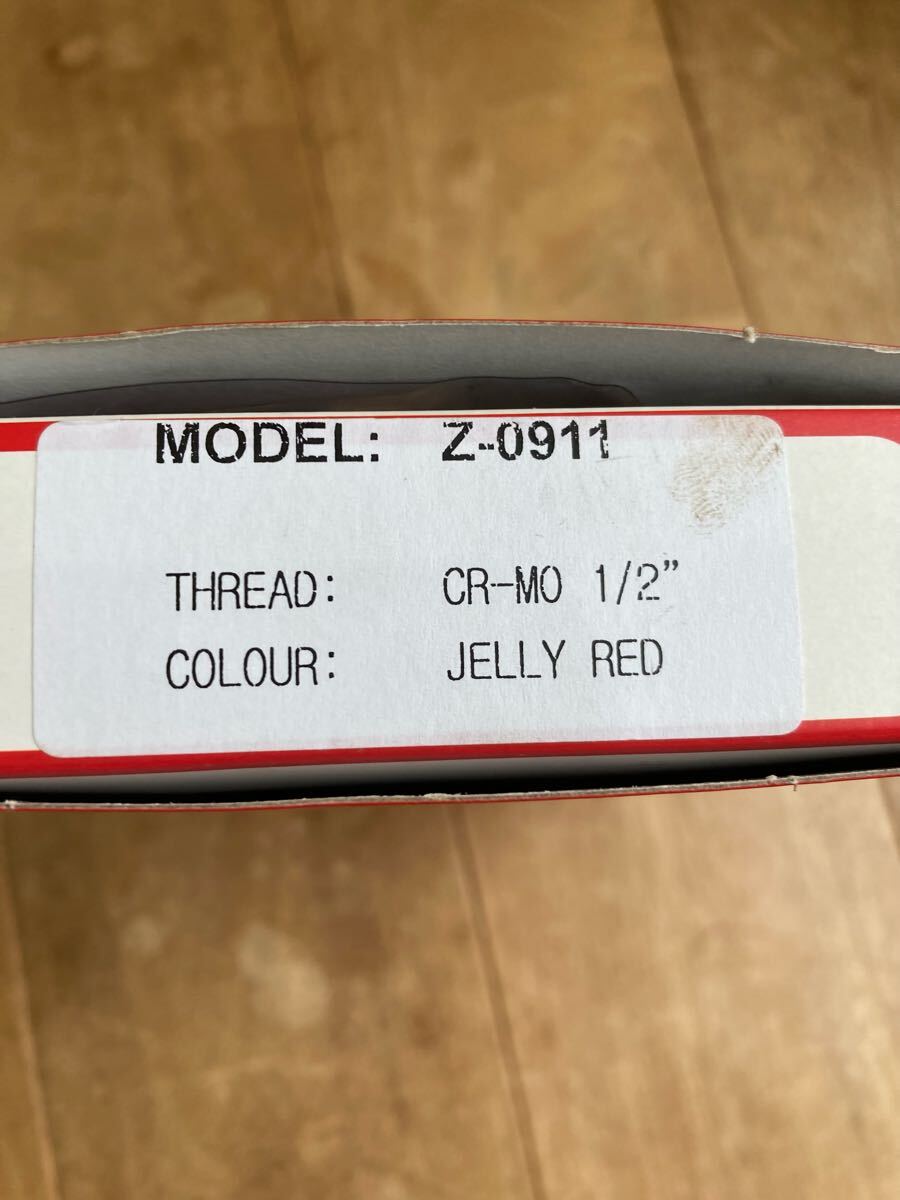 MODEL: Z-0911
THREAD: CR-MO 1/2”
COLOUR: JELLY RED